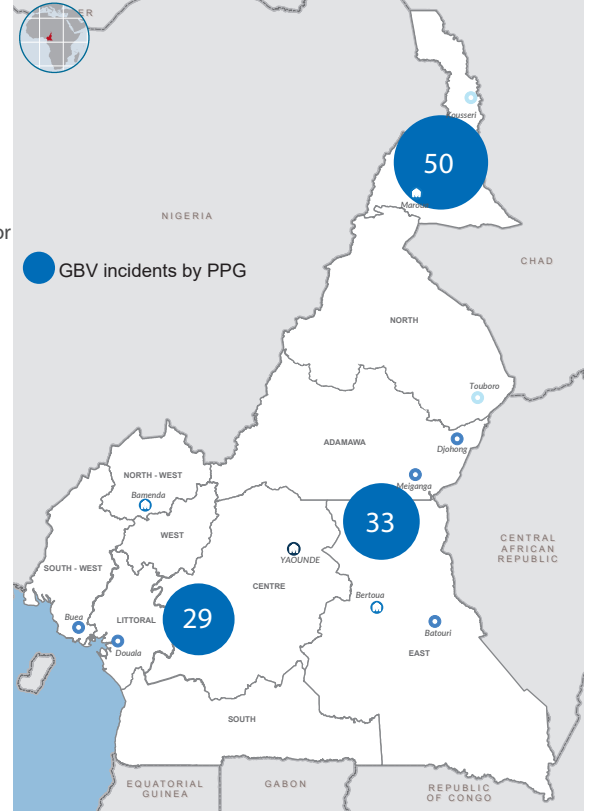 ER
Kousseri
50
Maroua
NIGERIA
or
GBV incidents by PPG
CHAD
NORTH
Touboro
ADAMAWA
Djohong
NORTH - WEST
Meiganga
Bamenda
33
WEST
CENTRAL
AFRICAN
REPUBLIC
YAOUNDE
SOUTH - WEST
CENTRE
Bertoua
29
LITTORAL
Buea
Batouri
Douala
EAST
SOUTH
EQUATORIAL
GUINEA
GABON
REPUBLIC
OF CONGO